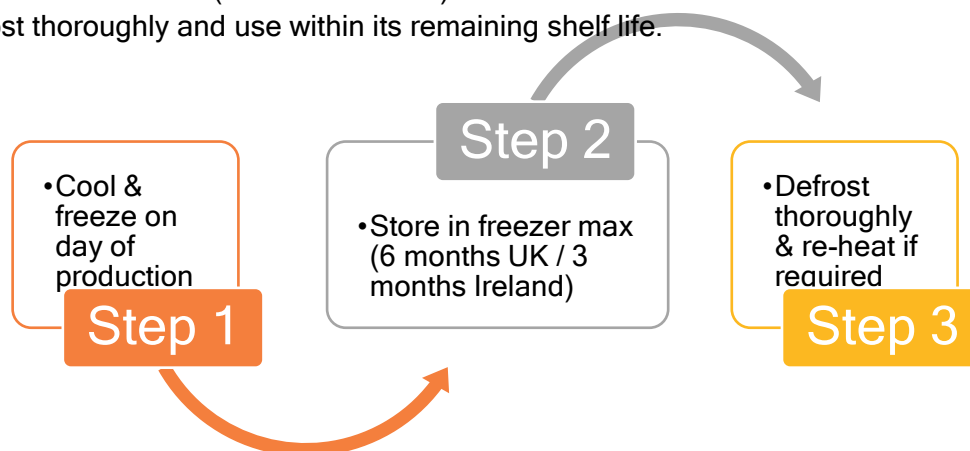 ost thoroughly and use within its remaining shelf life.
Step 2
•Cool &
freeze on
day of
production
Step 1
•Store in freezer max
(6 months UK / 3
months Ireland)
•Defrost
thoroughly
& re-heat if
required
Step 3